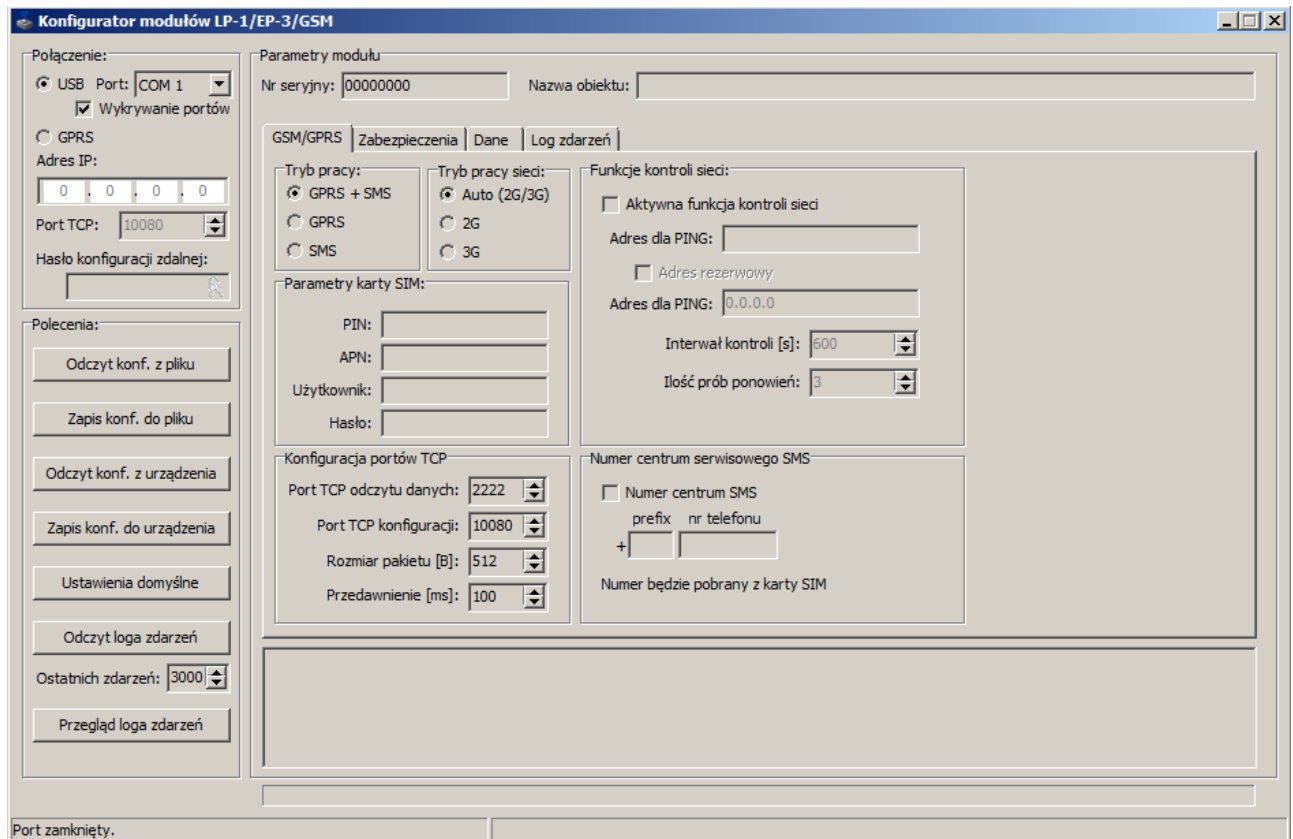 Konfigurator modułów LP-1/EP-3/GSM
Połączenie:
USB Port: COM 1
Wykrywanie portów
GPRS
Adres IP:
0 . 0 . 0 . 0
Port TCP: 10080
Hasło konfiguracji zdalnej:
Polecenia:
Odczyt konf. z pliku
Zapis konf. do pliku
Odczyt konf. z urządzenia
Zapis konf. do urządzenia
Ustawienia domyślne
Odczyt loga zdarzeń
Ostatnich zdarzeń: 3000
Przegląd loga zdarzeń
Parametry modułu
Nr seryjny: 00000000 Nazwa obiektu:
GSM/GPRS Zabezpieczenia Dane Log zdarzeń
Tryb pracy:
GPRS + SMS
GPRS
SMS
Tryb pracy sieci:
Auto (2G/3G)
2G
3G
Parametry karty SIM:
PIN:
APN:
Użytkownik:
Hasło:
Konfiguracja portów TCP
Port TCP odczytu danych: 2222
Port TCP konfiguracji: 10080
Rozmiar pakietu [B]: 512
Przedawnienie [ms]: 100
Funkcje kontroli sieci:
Aktywna funkcja kontroli sieci
Adres dla PING:
Adres rezerwowy
Adres dla PING: 0.0.0.0
Interwał kontroli [s]: 600
Ilość prób ponowień: 3
Numer centrum serwisowego SMS
Numer centrum SMS
prefix nr telefonu
+
Numer będzie pobrany z karty SIM
Port zamknięty.